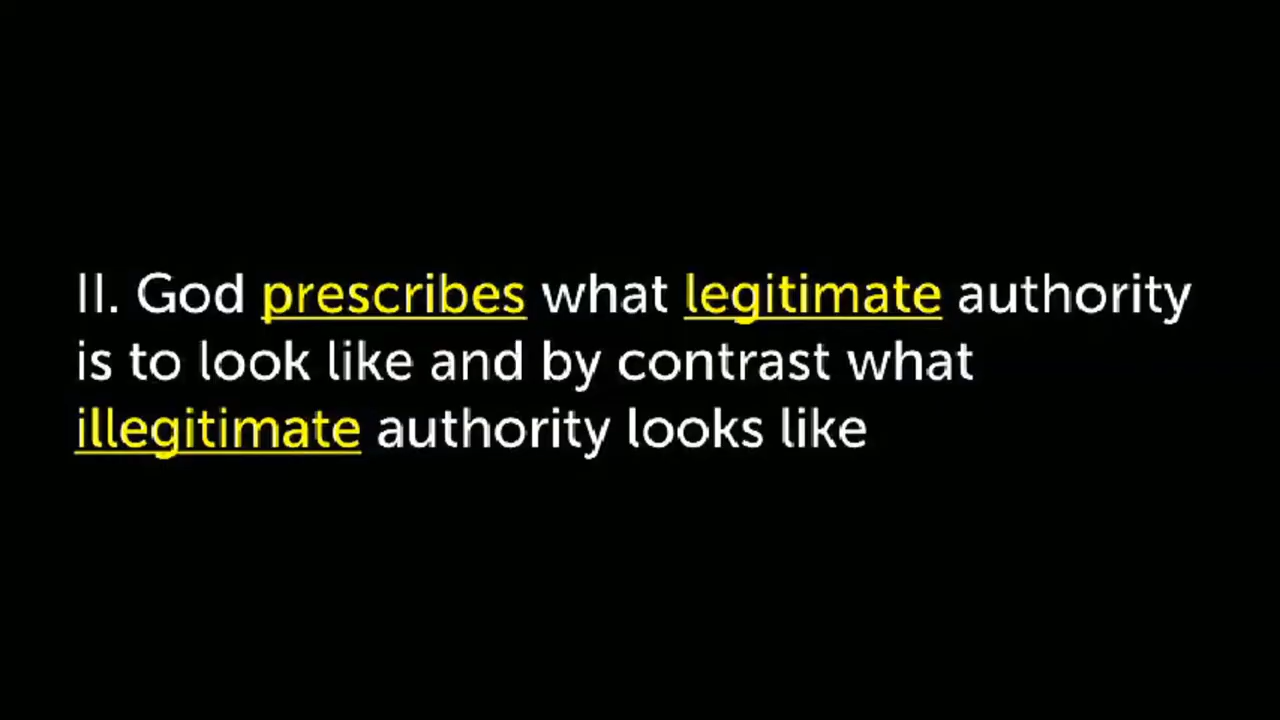 II. God prescribes what legitimate authority
is to look like and by contrast what
illegitimate authority looks like